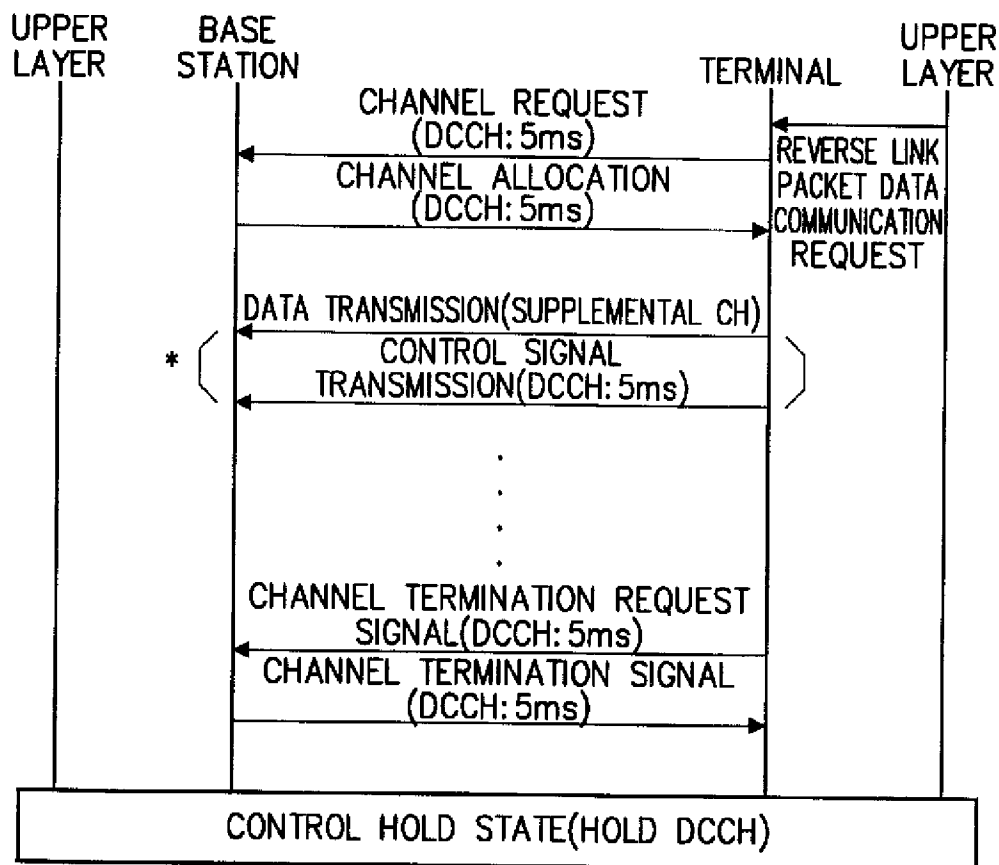 UPPER
LAYER
BASE
STATION
TERMINAL
UPPER
LAYER
CHANNEL REQUEST
(DCCH: 5ms)
REVERSE LINK
PACKET DATA
COMMUNICATION
REQUEST
CHANNEL ALLOCATION
(DCCH: 5ms)
DATA TRANSMISSION(SUPPLEMENTAL CH)
*
CONTROL SIGNAL
TRANSMISSION(DCCH: 5ms)
CHANNEL TERMINATION REQUEST
SIGNAL(DCCH: 5ms)
CHANNEL TERMINATION SIGNAL
(DCCH: 5ms)
CONTROL HOLD STATE(HOLD DCCH)